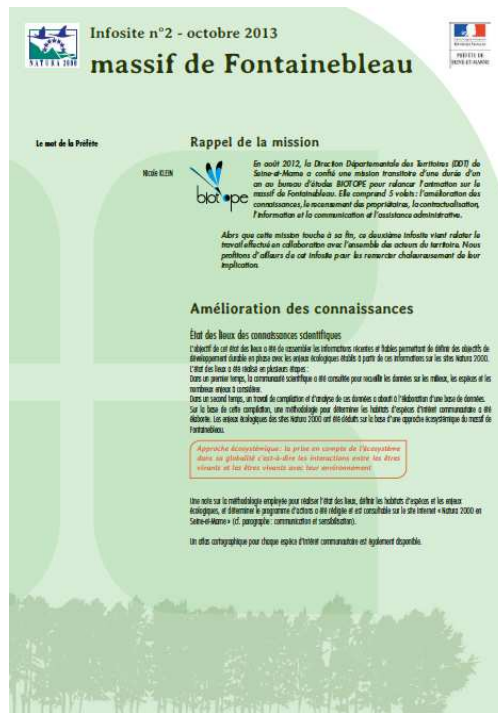 Infosite n°2 - octobre 2013
massif de Fontainebleau
NATURA 2000
PRÉFÈTE DE
SEINE-ET-MARNE
Le mot de la Préfète
Nicole KLEIN
Rappel de la mission
biotope
En août 2012, la Direction Départementale des Territoires (DDT) de
Seine-et-Marne a confié une mission transitoire d'une durée d'un
an au bureau d'études BIOTOPE pour relancer l'animation sur le
massif de Fontainebleau. Elle comprend 5 volets : l'amélioration des
connaissances, le recensement des propriétaires, la contractualisation,
l'information et la communication et l'assistance administrative.
Alors que cette mission touche à sa fin, ce deuxième infosite vient relater le
travail effectué en collaboration avec l'ensemble des acteurs du territoire. Nous
profitons d'ailleurs de cet infosite pour les remercier chaleureusement de leur
implication.
Amélioration des connaissances
État des lieux des connaissances scientifiques
L'objectif de cet état des lieux a été de rassembler les informations récentes et fiables permettant de définir des objectifs de
développement durable en phase avec les enjeux écologiques établis à partir de ces informations sur les sites Natura 2000.
L'état des lieux a été réalisé en plusieurs étapes :
Dans un premier temps, la communauté scientifique a été consultée pour recueillir les données sur les milieux, les espèces et les
nombreux enjeux à considérer.
Dans un second temps, un travail de compilation et d'analyse de ces données a abouti à l'élaboration d'une base de données.
Sur la base de cette compilation, une méthodologie pour déterminer les habitats d'espèces d'intérêt communautaire a été
élaborée. Les enjeux écologiques des sites Natura 2000 ont été déduits sur la base d'une approche écosystémique du massif de
Fontainebleau.
Approche écosystémique : la prise en compte de l'écosystème
dans sa globalité c'est-à-dire les interactions entre les êtres
vivants et les êtres vivants avec leur environnement
Une note sur la méthodologie employée pour réaliser l'état des lieux, définir les habitats d'espèces et les enjeux
écologiques, et déterminer le programme d'actions a été rédigée et est consultable sur le site internet « Natura 2000 en
Seine-et-Marne » (cf. paragraphe : communication et sensibilisation).
Un atlas cartographique pour chaque espèce d'intérêt communautaire est également disponible.